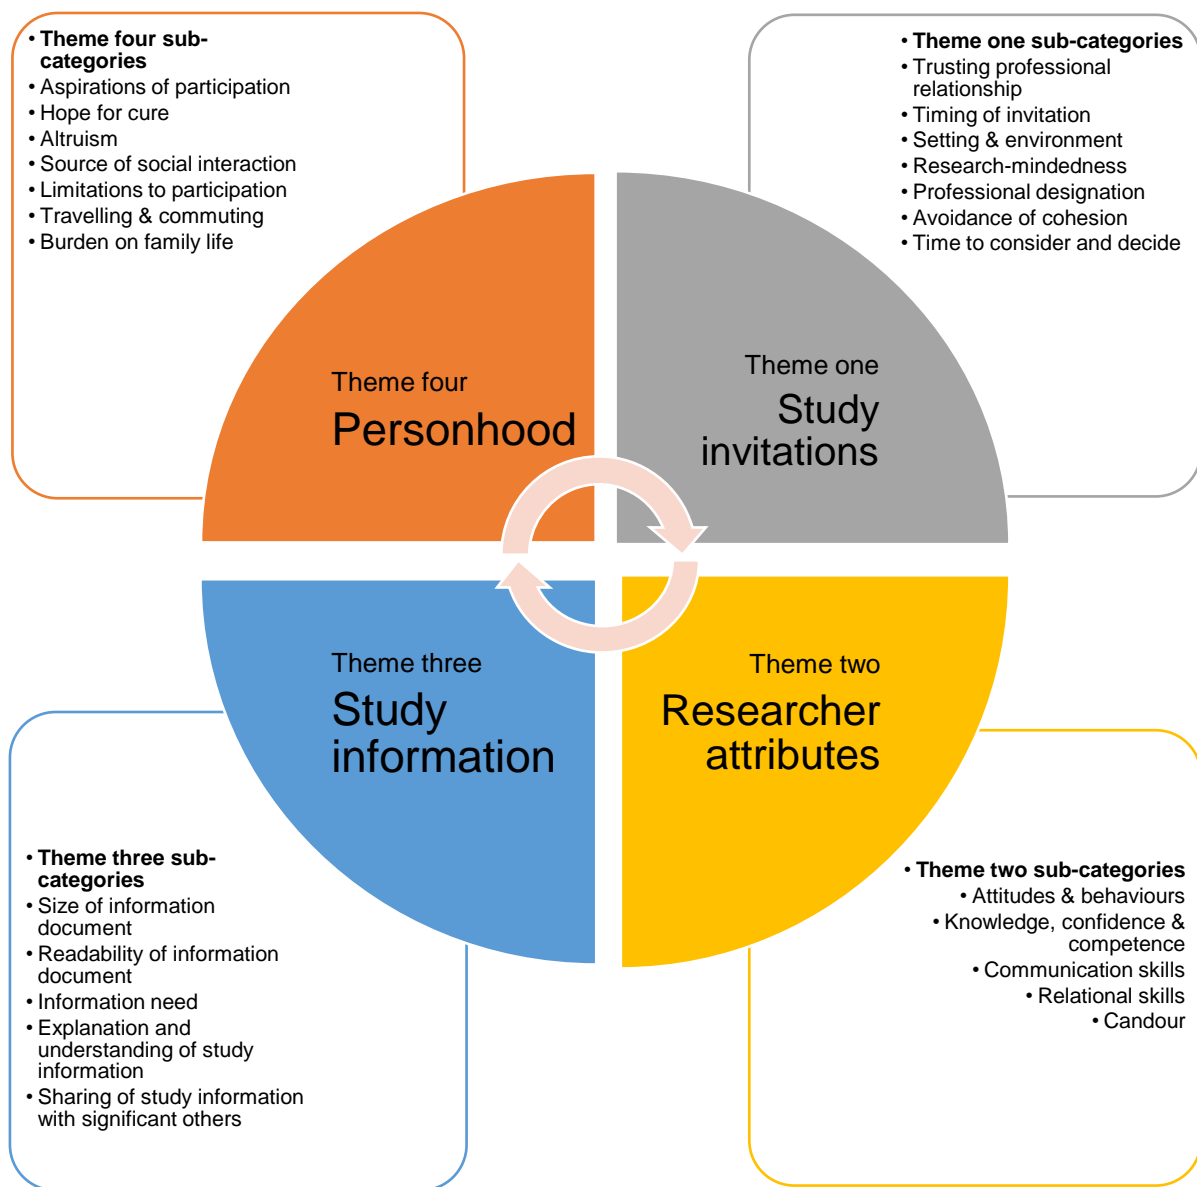 • Theme four sub-
categories
• Aspirations of participation
• Hope for cure
• Altruism
• Source of social interaction
• Limitations to participation
• Travelling & commuting
• Burden on family life
• Theme one sub-categories
• Trusting professional
relationship
• Timing of invitation
• Setting & environment
• Research-mindedness
• Professional designation
• Avoidance of cohesion
• Time to consider and decide
Theme four
Personhood
Theme one
Study
invitations
Theme three
Study
information
Theme two
Researcher
attributes
• Theme three sub-
categories
• Size of information
document
• Readability of information
document
• Information need
• Explanation and
understanding of study
information
• Sharing of study information
with significant others
• Theme two sub-categories
• Attitudes & behaviours
• Knowledge, confidence &
competence
• Communication skills
• Relational skills
• Candour